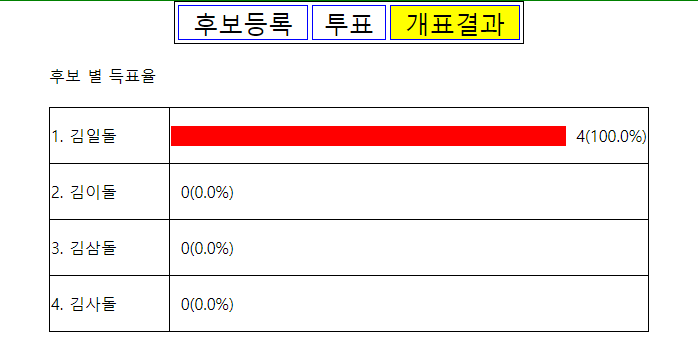 후보등록 투표 개표결과
후보 별 득표율
1. 김일돌 4(100.0%)
2. 김이돌 0(0.0%)
3. 김삼돌 0(0.0%)
4. 김사돌 0(0.0%)